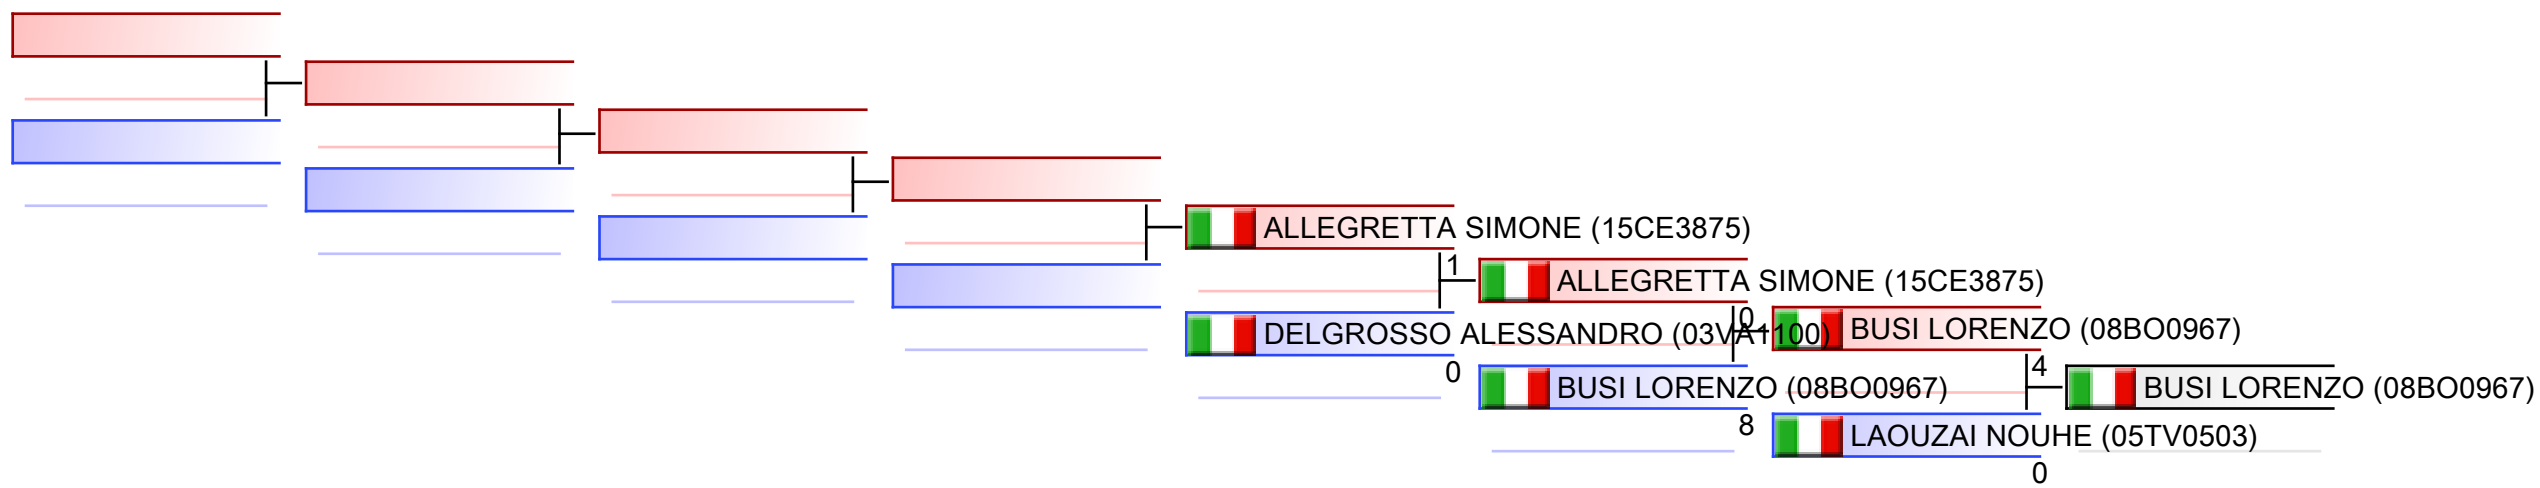 ALLEGRETTA SIMONE (15CE3875)
1
ALLEGRETTA SIMONE (15CE3875)
0
DELGROSSO ALESSANDRO (03VA1100)
BUSI LORENZO (08BO0967)
0
4
BUSI LORENZO (08BO0967)
BUSI LORENZO (08BO0967)
8
LAOUZAI NOUHE (05TV0503)
0